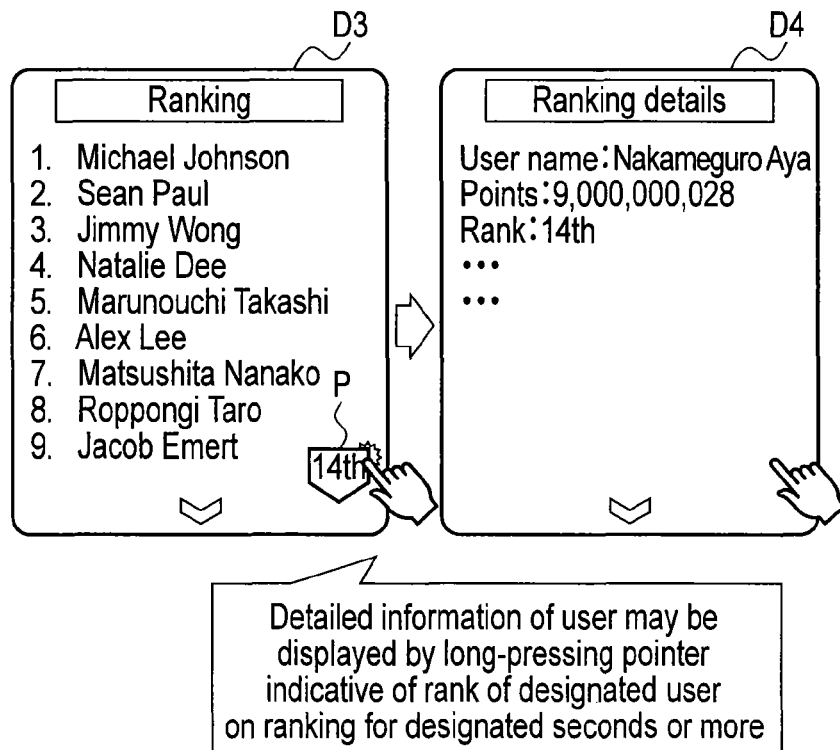 D3
Ranking
1. Michael Johnson
2. Sean Paul
3. Jimmy Wong
4. Natalie Dee
5. Marunouchi Takashi
6. Alex Lee
7. Matsushita Nanako
8. Roppongi Taro
9. Jacob Emert
P
14th
D4
Ranking details
User name:Nakameguro Aya
Points:9,000,000,028
Rank:14th
•••
•••
Detailed information of user may be
displayed by long-pressing pointer
indicative of rank of designated user
on ranking for designated seconds or more